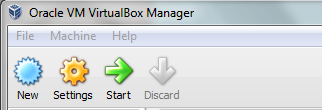 Oracle VM VirtualBox Manager
File Machine Help
New Settings Start Discard